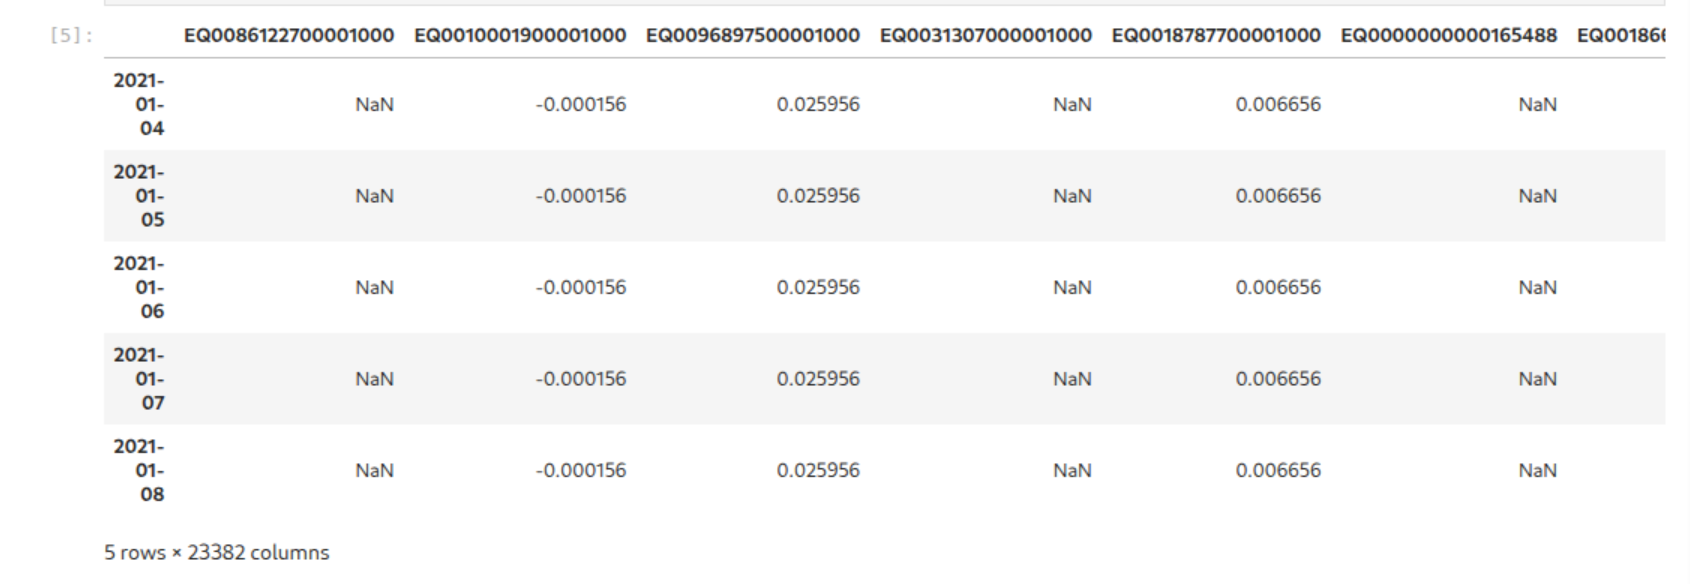 [5]: EQ0086122700001000 EQ0010001900001000 EQ0096897500001000 EQ0031307000001000 EQ0018787700001000 EQ0000000000165488 EQ00186
2021-
01- NaN -0.000156 0.025956 NaN 0.006656 NaN
04
2021-
01- NaN -0.000156 0.025956 NaN 0.006656 NaN
05
2021-
01- NaN -0.000156 0.025956 NaN 0.006656 NaN
06
2021-
01- NaN -0.000156 0.025956 NaN 0.006656 NaN
07
2021-
01- NaN -0.000156 0.025956 NaN 0.006656 NaN
08
5 rows × 23382 columns